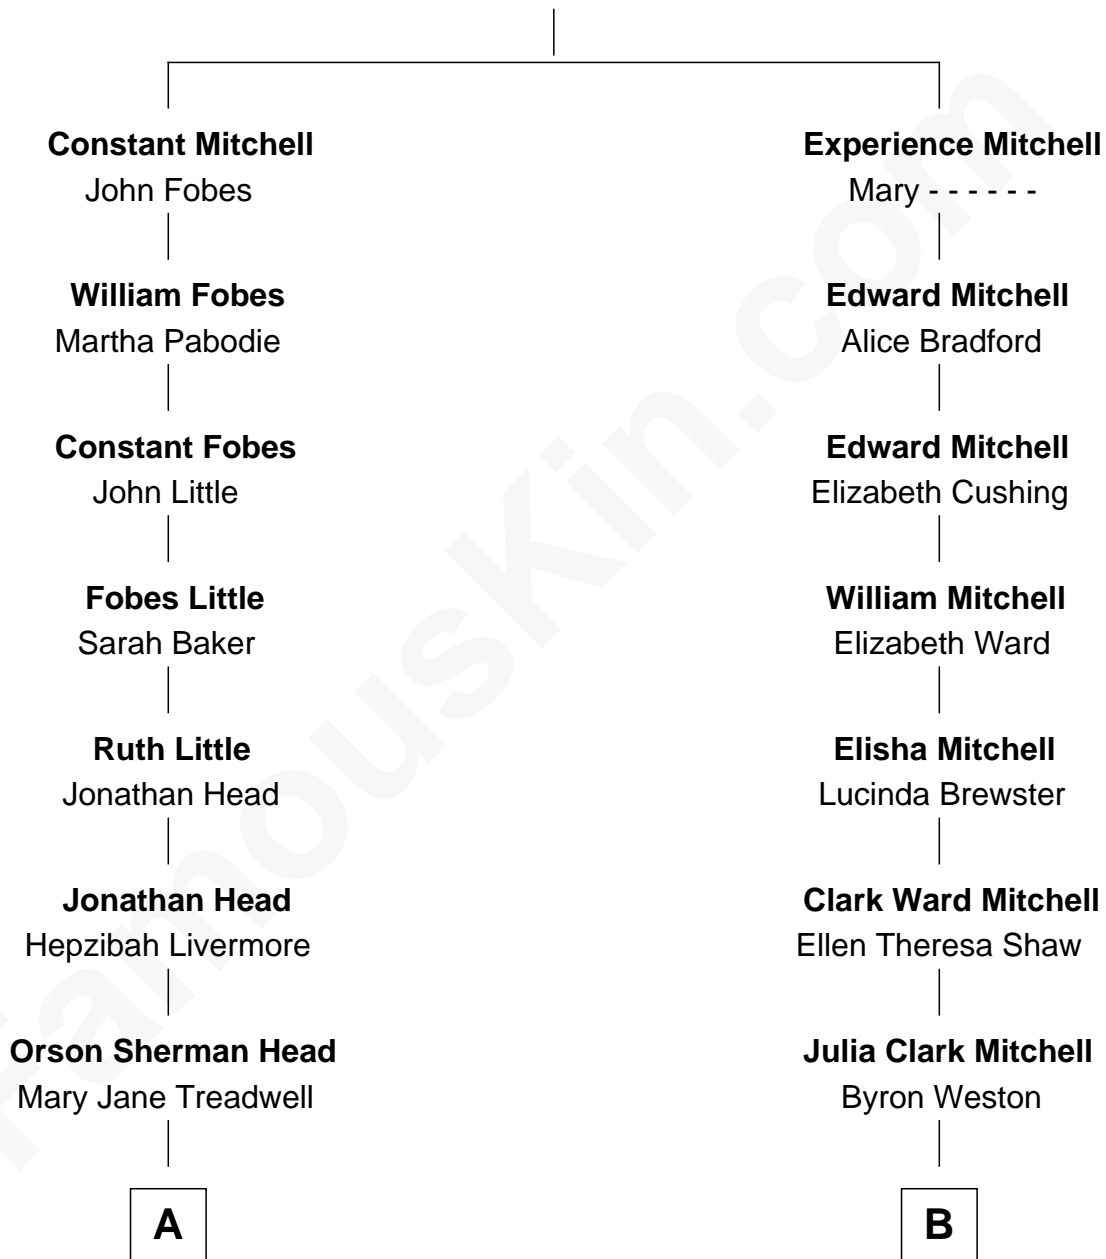 Constant Mitchell
John Fobes
William Fobes
Martha Pabodie
Constant Fobes
John Little
Fobes Little
Sarah Baker
Ruth Little
Jonathan Head
Jonathan Head
Hepzibah Livermore
Orson Sherman Head
Mary Jane Treadwell
A
Experience Mitchell
Mary - - - - - -
Edward Mitchell
Alice Bradford
Edward Mitchell
Elizabeth Cushing
William Mitchell
Elizabeth Ward
Elisha Mitchell
Lucinda Brewster
Clark Ward Mitchell
Ellen Theresa Shaw
Julia Clark Mitchell
Byron Weston
B
FamousKin.com